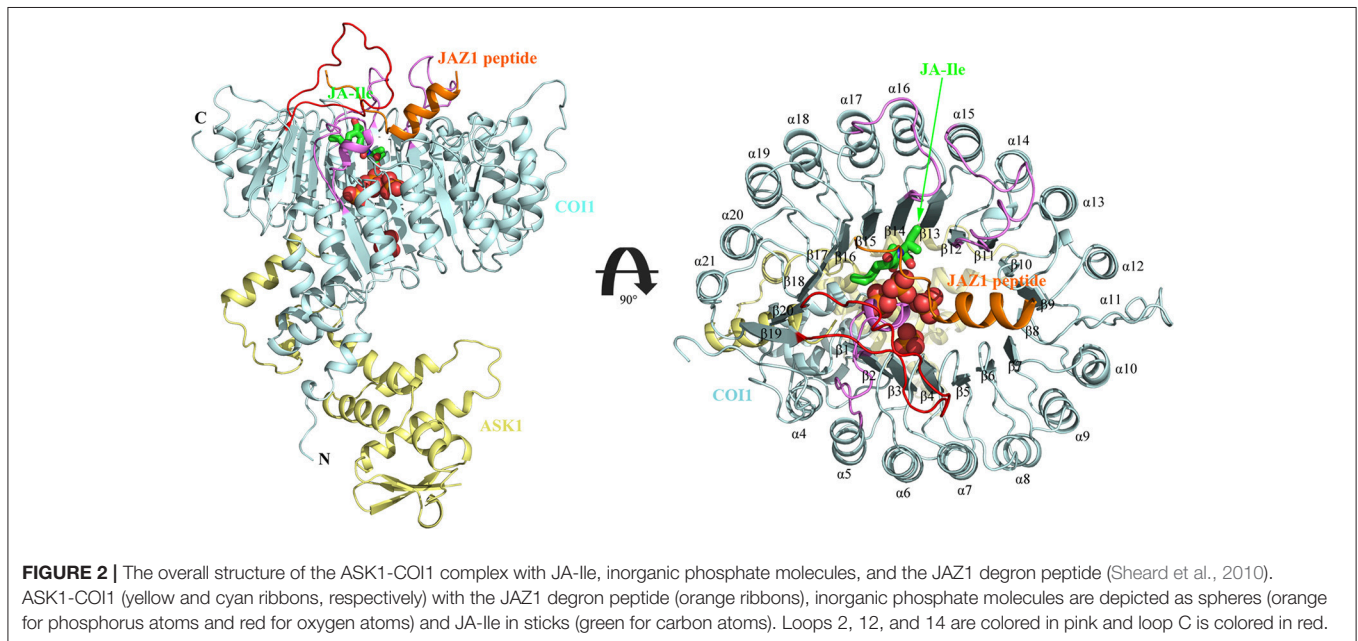 JAZ1 peptide
JA-Ile
C
COI1
ASK1
N
90°
JA-Ile
α16
α17
α15
α18
α14
α19
α13
α20
α12
α21
α11
α10
α9
α8
α7
α6
α5
α4
β14
β13
β15
β12
β11
β16
β17
β10
β18
JAZ1 peptide
β9
β20
β8
β19
β1
β7
β2
β6
COI1
β3
β4
β5
FIGURE 2 | The overall structure of the ASK1-COI1 complex with JA-Ile, inorganic phosphate molecules, and the JAZ1 degron peptide (Sheard et al., 2010).
ASK1-COI1 (yellow and cyan ribbons, respectively) with the JAZ1 degron peptide (orange ribbons), inorganic phosphate molecules are depicted as spheres (orange
for phosphorus atoms and red for oxygen atoms) and JA-Ile in sticks (green for carbon atoms). Loops 2, 12, and 14 are colored in pink and loop C is colored in red.